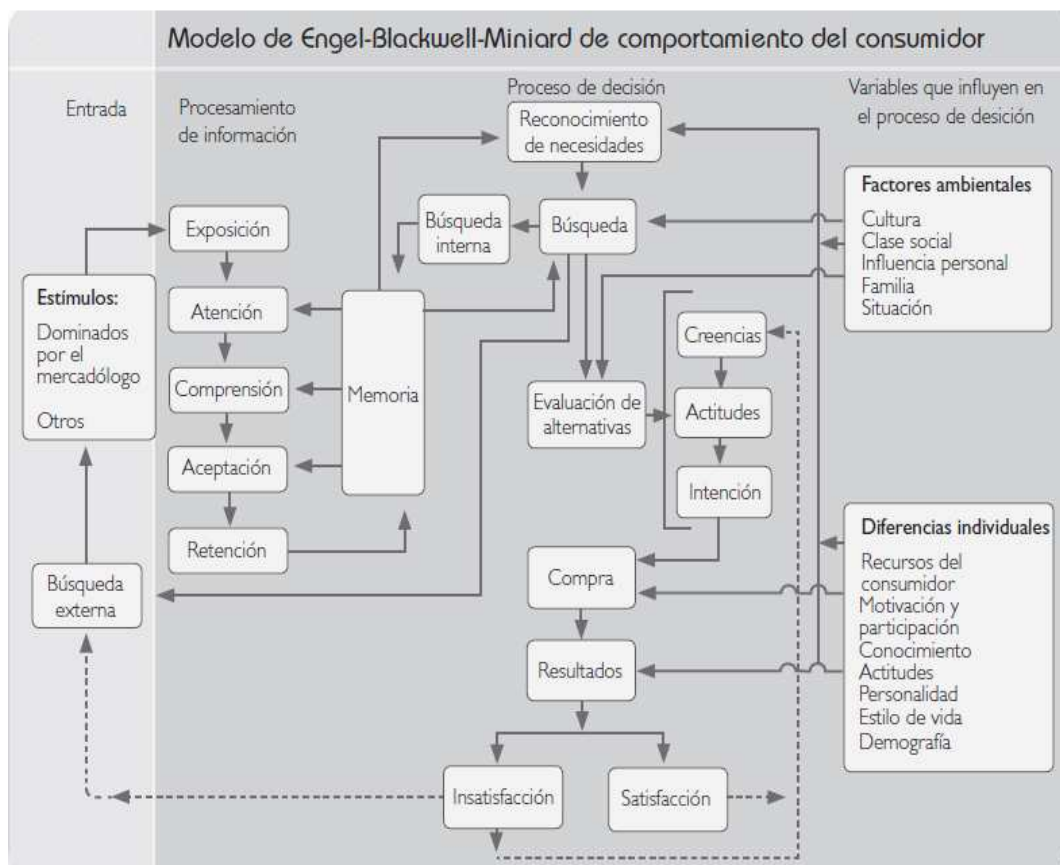 Modelo de Engel-Blackwell-Miniard de comportamiento del consumidor
Entrada
Procesamiento
de información
Proceso de decisión
Variables que influyen en
el proceso de desición
Estímulos:
Dominados
por el
mercadólogo
Otros
Búsqueda
externa
Exposición
Atención
Comprensión
Aceptación
Retención
Memoria
Reconocimiento
de necesidades
Búsqueda
interna
Búsqueda
Evaluación de
alternativas
Creencias
Actitudes
Intención
Compra
Resultados
Insatisfacción
Satisfacción
Factores ambientales
Cultura
Clase social
Influencia personal
Familia
Situación
Diferencias individuales
Recursos del
consumidor
Motivación y
participación
Conocimiento
Actitudes
Personalidad
Estilo de vida
Demografía